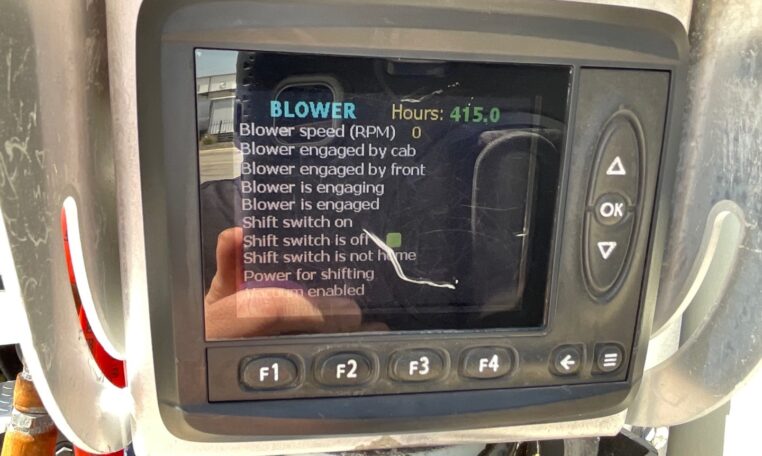 BLOWER Hours: 415.0
Blower speed (RPM) 0
Blower engaged by cab
Blower engaged by front
Blower is engaging
Blower is engaged
Shift switch on
Shift switch is off
Shift switch is not home
Power for shifting
Vacuum enabled
OK
F1 F2 F3 F4